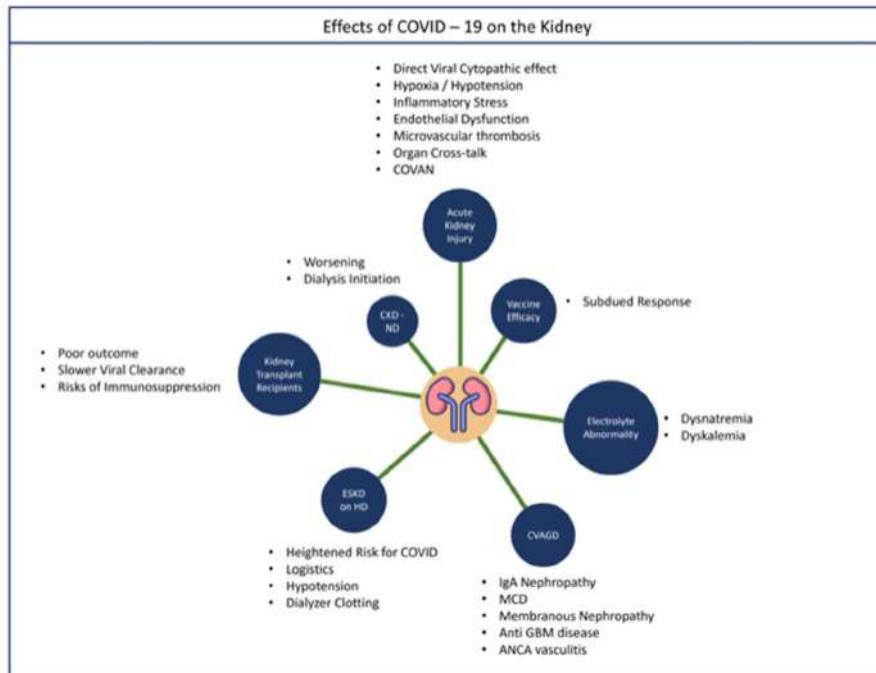 Effects of COVID – 19 on the Kidney
• Direct Viral Cytopathic effect
• Hypoxia / Hypotension
• Inflammatory Stress
• Endothelial Dysfunction
• Microvascular thrombosis
• Organ Cross-talk
• COVAN
Acute
Kidney
Injury
• Worsening
• Dialysis Initiation
CKD -
ND
Vaccine
Efficacy
• Subdued Response
• Poor outcome
• Slower Viral Clearance
• Risks of Immunosuppression
Kidney
Transplant
Recipients
Electrolyte
Abnormality
• Dysnatremia
• Dyskalemia
ESKD
on HD
• Heightened Risk for COVID
• Logistics
• Hypotension
• Dialyzer Clotting
CVAGD
• IgA Nephropathy
• MCD
• Membranous Nephropathy
• Anti GBM disease
• ANCA vasculitis